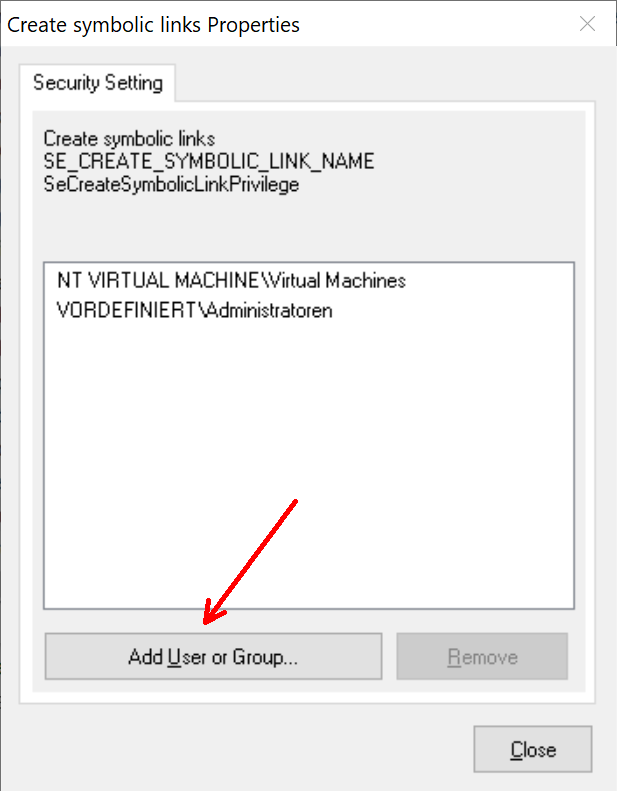 Create symbolic links Properties
Security Setting
Create symbolic links
SE_CREATE_SYMBOLIC_LINK_NAME
SeCreateSymbolicLinkPrivilege
NT VIRTUAL MACHINE\Virtual Machines
VORDEFINIERT\Administratoren
Add User or Group...
Remove
Close